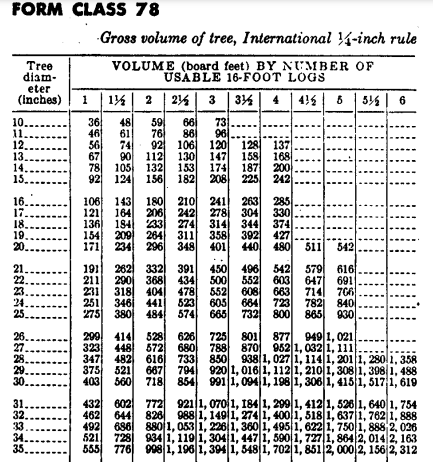 FORM CLASS 78
Gross volume of tree, International ¼-inch rule
Tree diam- eter (inches) VOLUME (board feet) BY NUMBER OF USABLE 16-FOOT LOGS
1 1½ 2 2½ 3 3½ 4 4½ 5 5½ 6
10 36 48 59 66 73
11 46 61 76 86 96
12 56 74 92 106 120 128 137
13 67 90 112 130 147 158 168
14 78 105 132 153 174 187 200
15 92 124 156 182 208 225 242
16 106 143 180 210 241 263 285
17 121 164 206 242 278 304 330
18 136 184 233 274 314 344 374
19 154 209 264 311 358 392 427
20 171 234 296 348 401 440 480 511 542
21 191 262 332 391 450 496 542 579 616
22 211 290 368 434 500 552 603 647 691
23 231 318 404 478 552 608 663 714 766
24 251 346 441 523 605 664 723 782 840
25 275 380 484 574 665 732 800 865 930
26 299 414 528 626 725 801 877 949 1,021
27 323 448 572 680 788 870 952 1,032 1,111
28 347 482 616 733 850 938 1,027 1,114 1,201 1,280 1,358
29 375 521 667 794 920 1,016 1,112 1,210 1,308 1,398 1,488
30 403 560 718 854 991 1,094 1,198 1,306 1,415 1,517 1,619
31 432 602 772 921 1,070 1,184 1,299 1,412 1,526 1,640 1,754
32 462 644 826 988 1,149 1,274 1,400 1,518 1,637 1,762 1,888
33 492 686 880 1,053 1,226 1,360 1,495 1,622 1,750 1,888 2,026
34 521 728 934 1,119 1,304 1,447 1,590 1,727 1,864 2,014 2,163
35 555 776 998 1,196 1,394 1,548 1,702 1,851 2,000 2,156 2,312